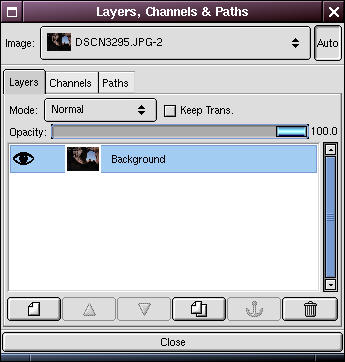 Layers, Channels & Paths
Image: DSCN3295.JPG-2 Auto
Layers Channels Paths
Mode: Normal Keep Trans.
Opacity: 100.0
Background
Close